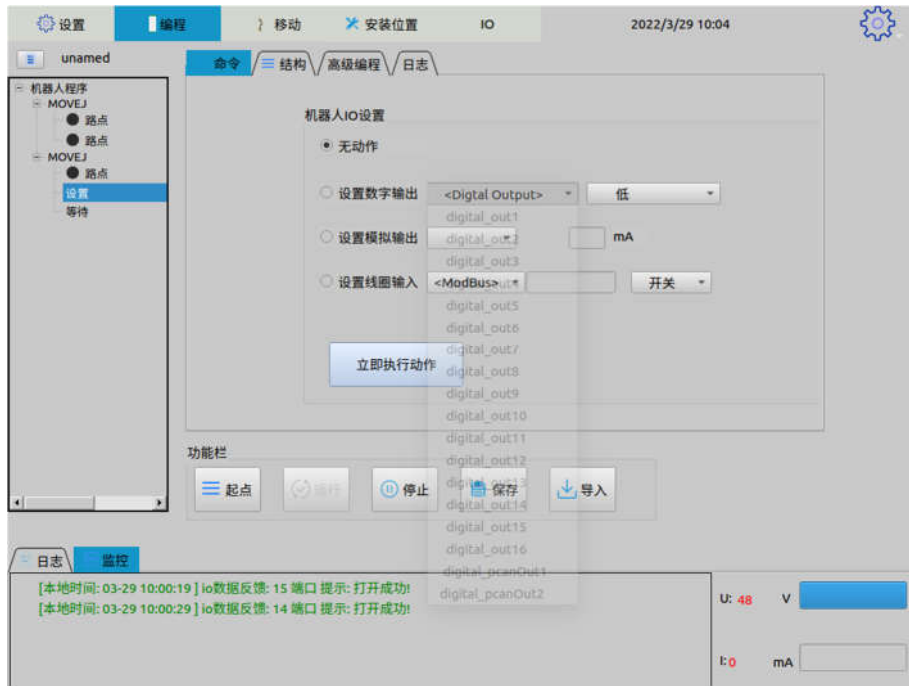 设置 编程 移动 安装位置 IO 2022/3/29 10:04
unamed
命令 结构 高级编程 日志
机器人程序
MOVEJ
路点
路点
MOVEJ
路点
设置
等待
机器人IO设置
无动作
设置数字输出 <Digtal Output> 低
设置模拟输出 mA
设置线圈输入 <ModBus> 开关
立即执行动作
digital_out1
digital_out2
digital_out3
digital_out4
digital_out5
digital_out6
digital_out7
digital_out8
digital_out9
digital_out10
digital_out11
digital_out12
digital_out13
digital_out14
digital_out15
digital_out16
digital_pcanOut1
digital_pcanOut2
功能栏
起点 运行 停止 保存 导入
日志 监控
[本地时间: 03-29 10:00:19 ] io数据反馈: 15 端口 提示: 打开成功!
[本地时间: 03-29 10:00:29 ] io数据反馈: 14 端口 提示: 打开成功!
U: 48 V
I: 0 mA